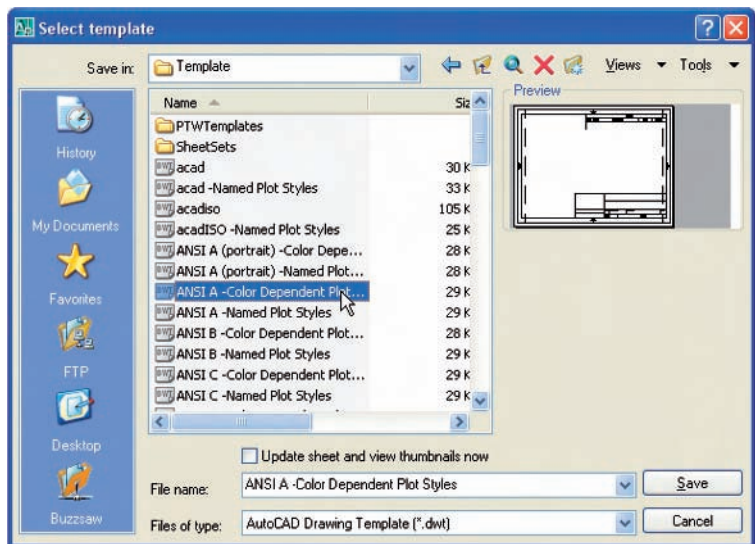 Select template
Save in:
Template
Views
Tools
History
My Documents
Favorites
FTP
Desktop
Buzzsaw
Name
Siz
PTWTemplates
SheetSets
acad 30 K
acad -Named Plot Styles 33 K
acadiso 105 K
acadISO -Named Plot Styles 25 K
ANSI A (portrait) -Color Depe... 28 K
ANSI A (portrait) -Named Plot... 28 K
ANSI A -Color Dependent Plot... 29 K
ANSI A -Named Plot Styles 29 K
ANSI B -Color Dependent Plot... 28 K
ANSI B -Named Plot Styles 29 K
ANSI C -Color Dependent Plot... 29 K
ANSI C -Named Plot Styles 29 K
Preview
Update sheet and view thumbnails now
File name: ANSI A -Color Dependent Plot Styles
Save
Files of type: AutoCAD Drawing Template (*.dwt)
Cancel